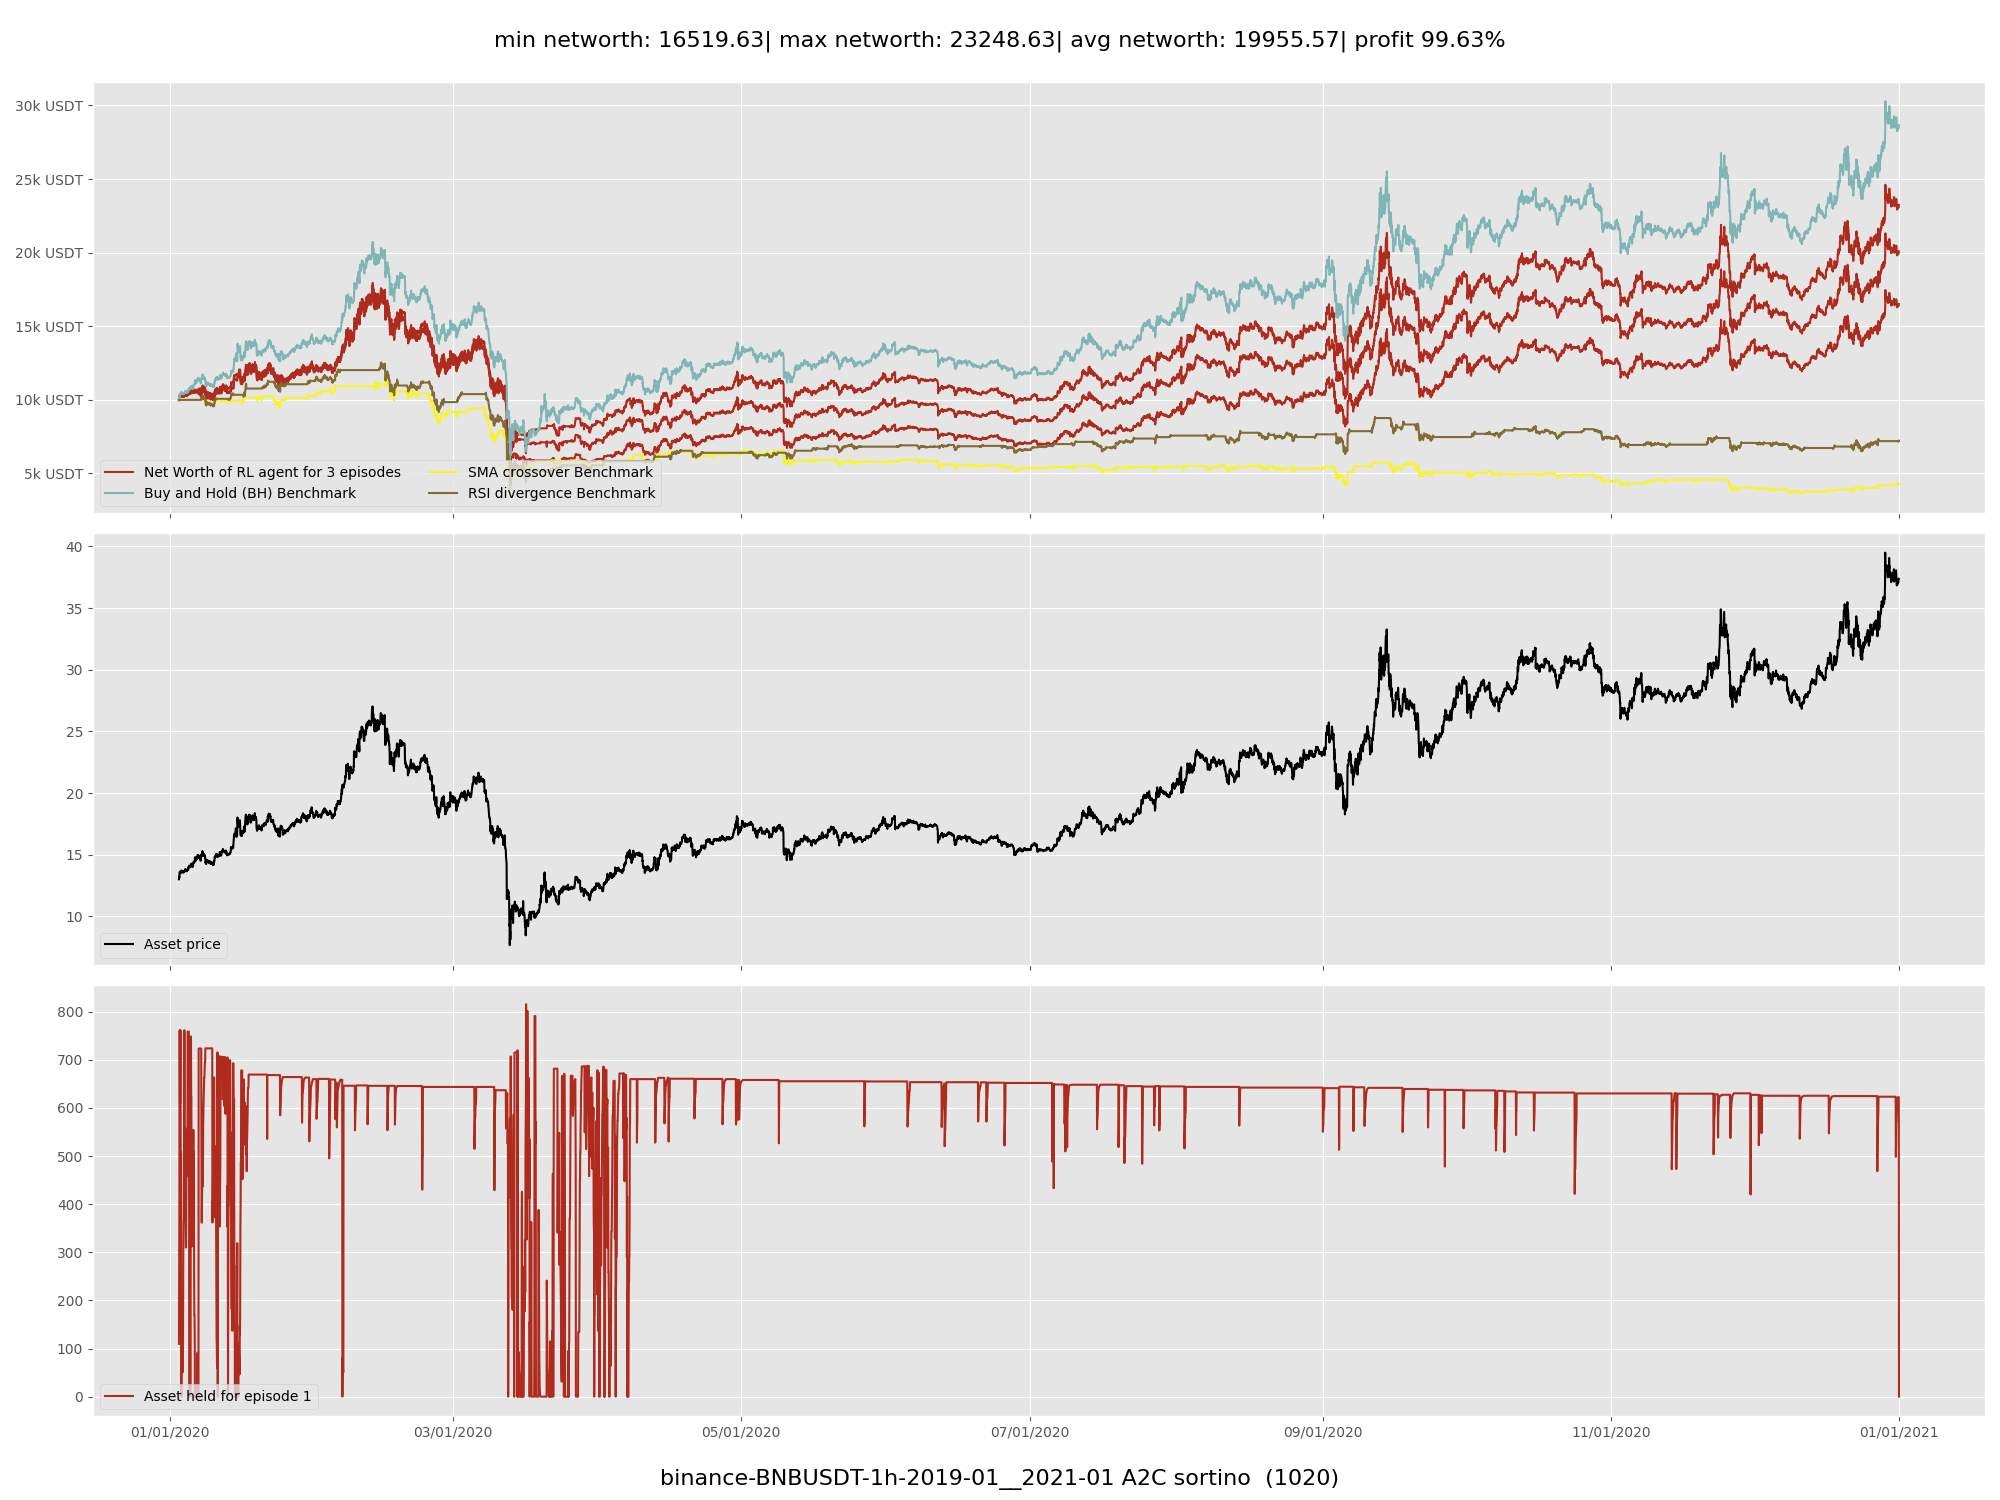 min networth: 16519.63| max networth: 23248.63| avg networth: 19955.57| profit 99.63%
30k USDT
25k USDT
20k USDT
15k USDT
10k USDT
5k USDT
Net Worth of RL agent for 3 episodes
Buy and Hold (BH) Benchmark
SMA crossover Benchmark
RSI divergence Benchmark
40
35
30
25
20
15
10
Asset price
800
700
600
500
400
300
200
100
0
Asset held for episode 1
01/01/2020 03/01/2020 05/01/2020 07/01/2020 09/01/2020 11/01/2020 01/01/2021
binance-BNBUSDT-1h-2019-01__2021-01 A2C sortino (1020)